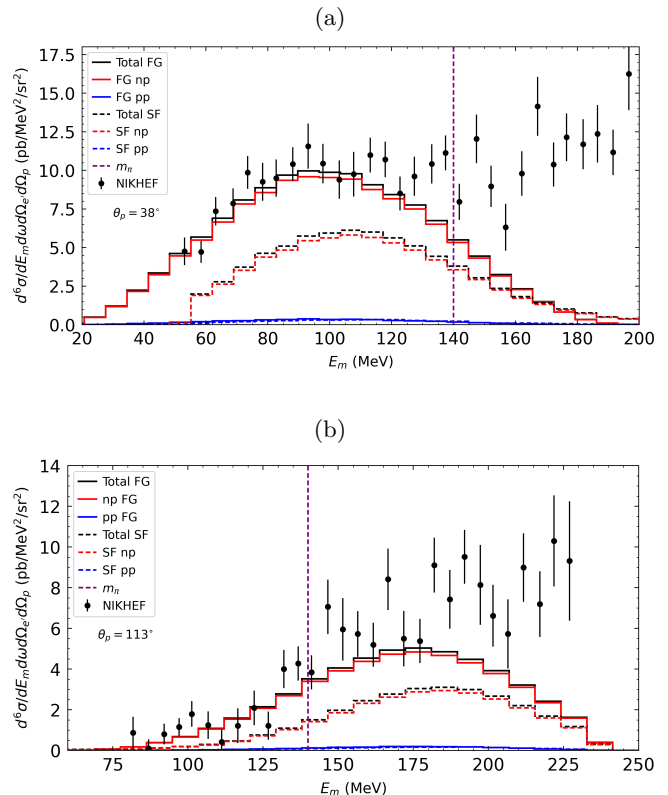 (a)
17.5
15.0
12.5
10.0
7.5
5.0
2.5
0.0
d⁶σ/dE_m dωdΩ_e′dΩ_p (pb/MeV²/sr²)
Total FG
FG np
FG pp
Total SF
SF np
SF pp
m_π
NIKHEF
θ_p = 38°
20 40 60 80 100 120 140 160 180 200
E_m (MeV)
(b)
14
12
10
8
6
4
2
0
d⁶σ/dE_m dωdΩ_e′dΩ_p (pb/MeV²/sr²)
Total FG
np FG
pp FG
Total SF
SF np
SF pp
m_π
NIKHEF
θ_p = 113°
75 100 125 150 175 200 225 250
E_m (MeV)